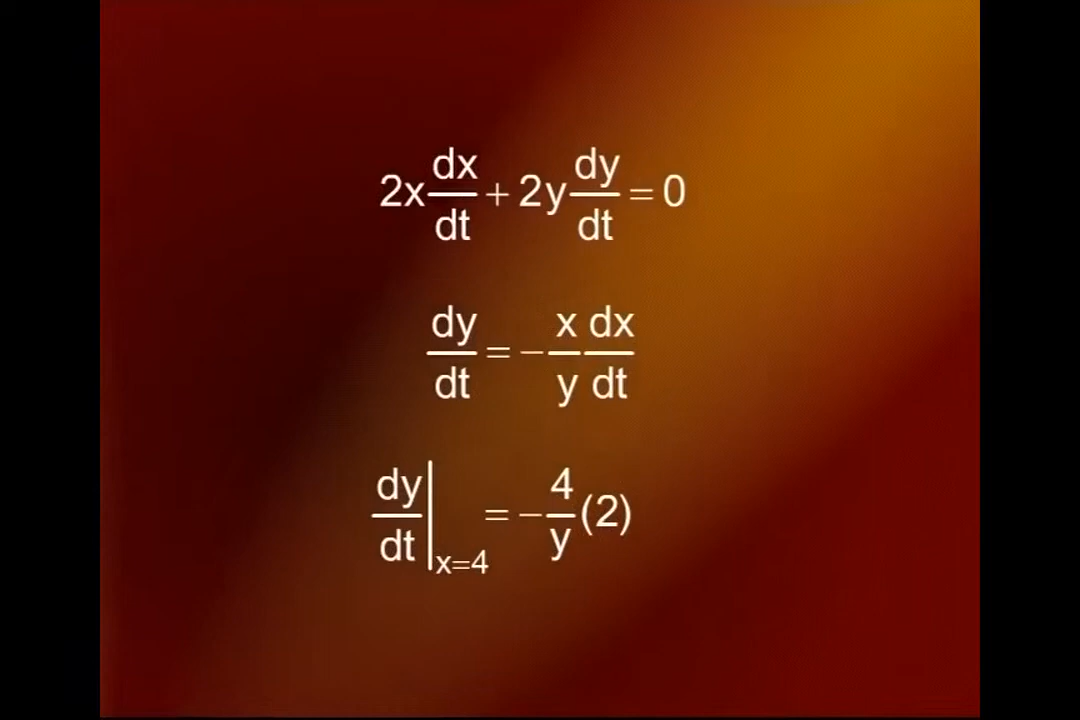 2x dx/dt + 2y dy/dt = 0
dy/dt = − x/y dx/dt
dy/dt |x=4 = − 4/y (2)